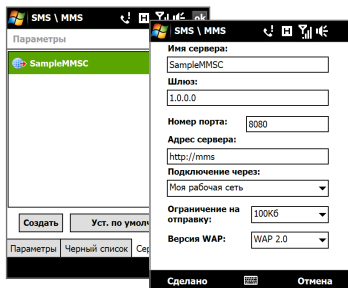 SMS \ MMS
ok
Параметры
SampleMMSC
Создать
Уст. по умолч
Параметры
Черный список
Сер
SMS \ MMS
Имя сервера:
SampleMMSC
Шлюз:
1.0.0.0
Номер порта: 8080
Адрес сервера:
http://mms
Подключение через:
Моя рабочая сеть
Ограничение на
отправку: 100Кб
Версия WAP: WAP 2.0
Сделано
Отмена